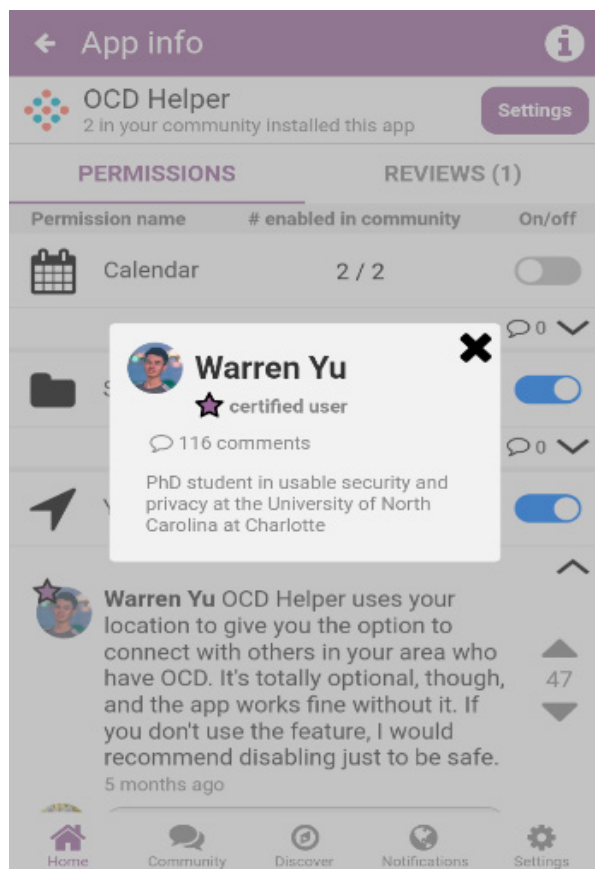 App info
OCD Helper
2 in your community installed this app
Settings
PERMISSIONS
REVIEWS (1)
Permission name # enabled in community On/off
Calendar 2 / 2
0
Warren Yu
certified user
116 comments
PhD student in usable security and
privacy at the University of North
Carolina at Charlotte
S
0
Y
Warren Yu OCD Helper uses your
location to give you the option to
connect with others in your area who
have OCD. It's totally optional, though,
and the app works fine without it. If
you don't use the feature, I would
recommend disabling just to be safe.
47
5 months ago
Home Community Discover Notifications Settings